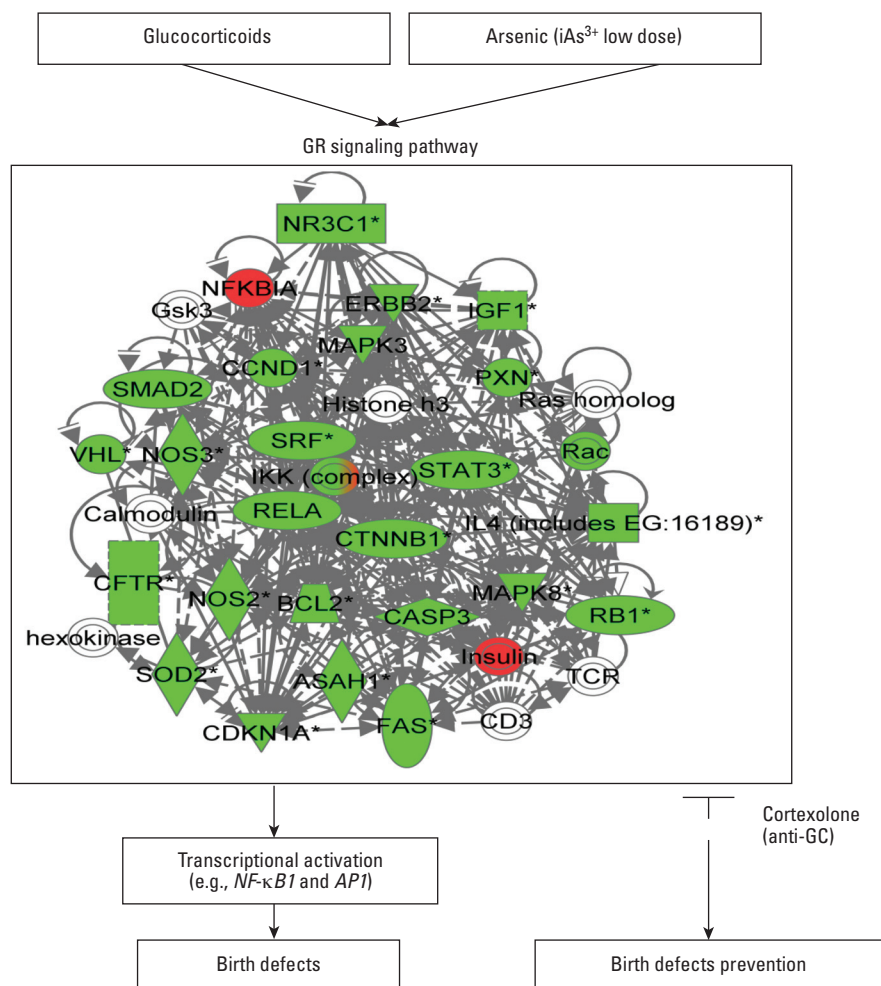 Glucocorticoids
Arsenic (iAs³⁺ low dose)
GR signaling pathway
NR3C1*
NFKBIA
ERBB2*
IGF1*
Gsk3
MAPK3
CCND1*
PXN*
SMAD2
Histone h3
Ras homolog
SRF*
VHL*
NOS3*
Rac
IKK (complex)
STAT3*
RELA
Calmodulin
IL4 (includes EG:16189)*
CTNNB1*
CFTR*
NOS2*
BCL2*
MAPK8*
CASP3
RB1*
hexokinase
Insulin
SOD2*
ASAH1*
TCR
CDKN1A*
FAS*
CD3
Cortexolone
(anti-GC)
Transcriptional activation
(e.g., NF-κB1 and AP1)
Birth defects
Birth defects prevention